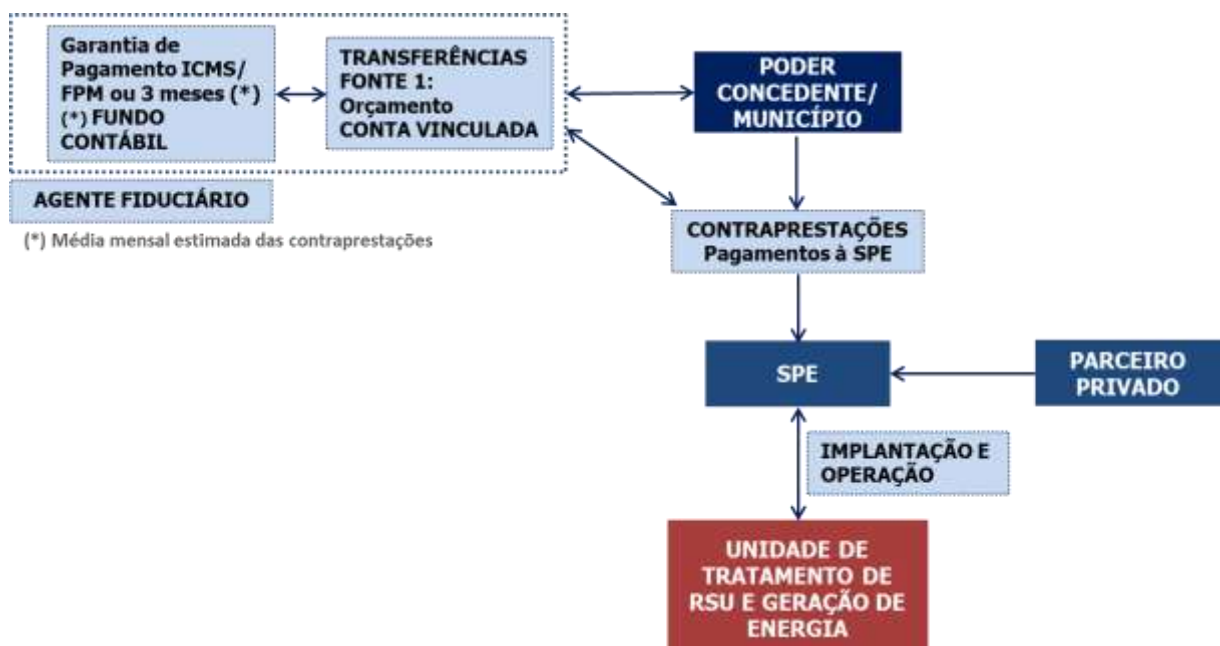 Garantia de
Pagamento ICMS/
FPM ou 3 meses (*)
(*) FUNDO
CONTÁBIL
TRANSFERÊNCIAS
FONTE 1:
Orçamento
CONTA VINCULADA
PODER
CONCEDENTE/
MUNICÍPIO
AGENTE FIDUCIÁRIO
(*) Média mensal estimada das contraprestações
CONTRAPRESTAÇÕES
Pagamentos à SPE
SPE
PARCEIRO
PRIVADO
IMPLANTAÇÃO E
OPERAÇÃO
UNIDADE DE
TRATAMENTO DE
RSU E GERAÇÃO DE
ENERGIA